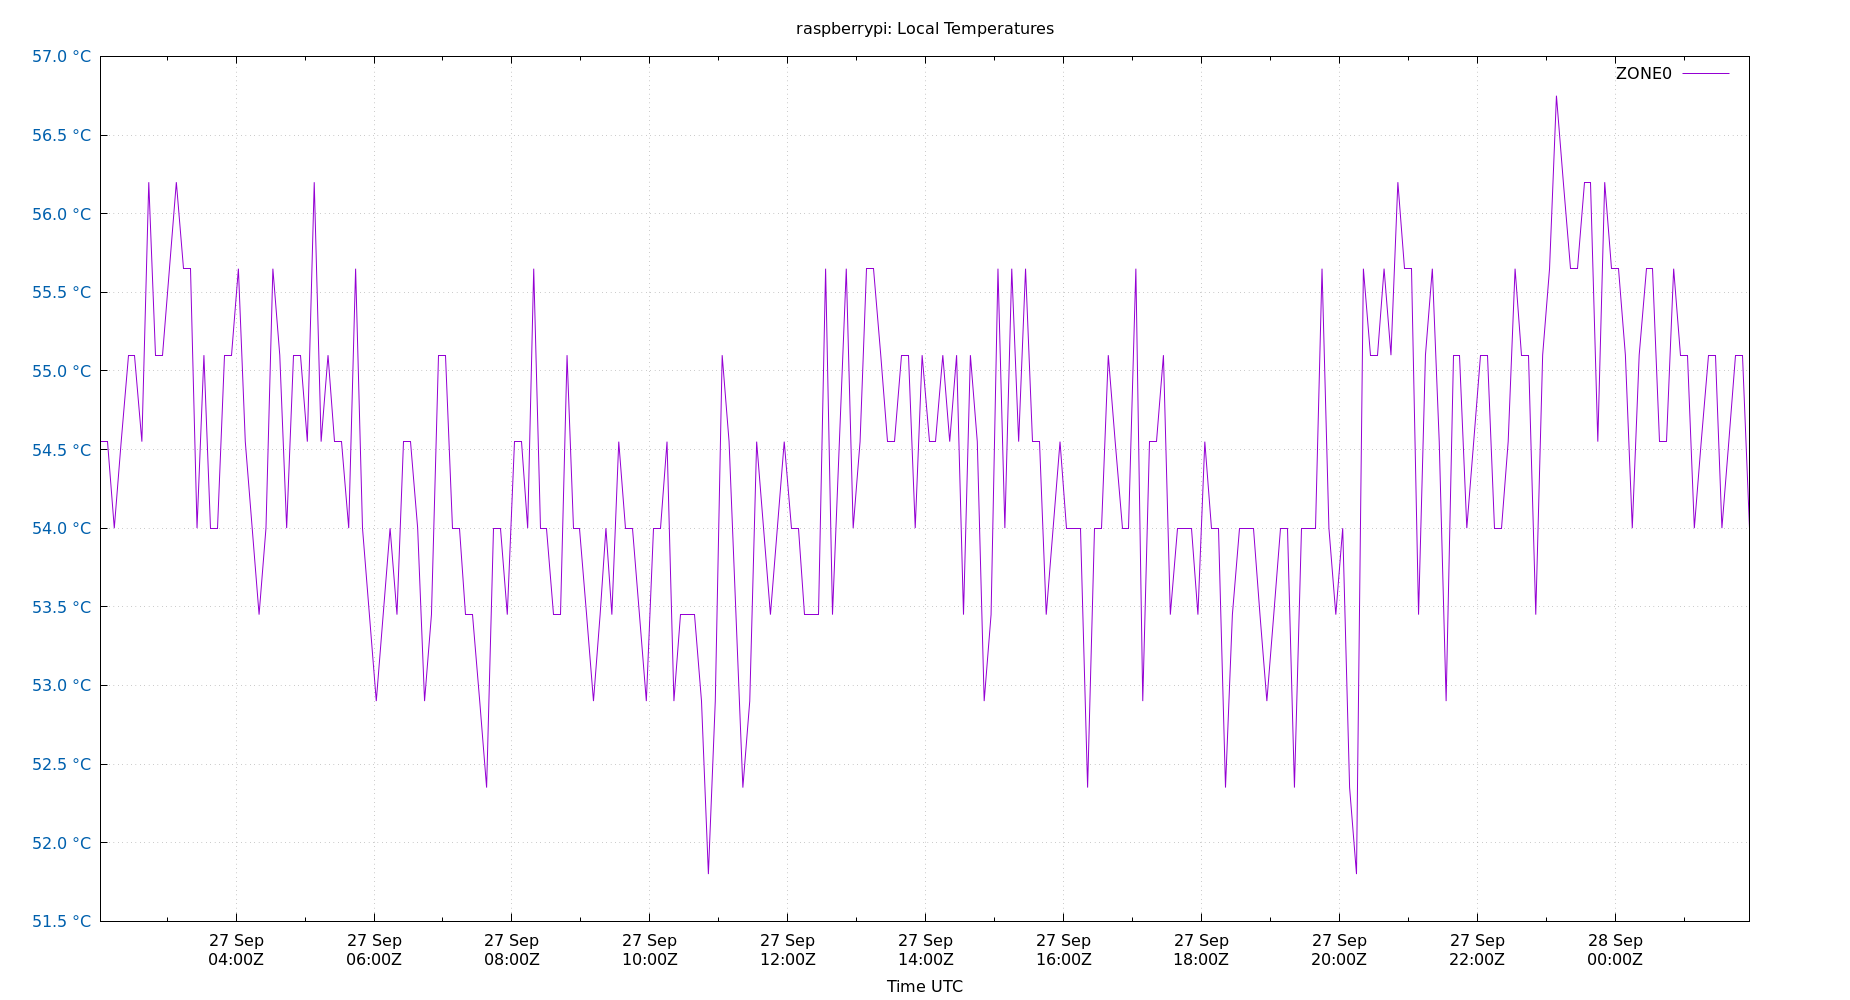 raspberrypi: Local Temperatures
57.0 °C
ZONE0
56.5 °C
56.0 °C
55.5 °C
55.0 °C
54.5 °C
54.0 °C
53.5 °C
53.0 °C
52.5 °C
52.0 °C
51.5 °C
27 Sep 27 Sep 27 Sep 27 Sep 27 Sep 27 Sep 27 Sep 27 Sep 27 Sep 27 Sep 28 Sep
04:00Z 06:00Z 08:00Z 10:00Z 12:00Z 14:00Z 16:00Z 18:00Z 20:00Z 22:00Z 00:00Z
Time UTC